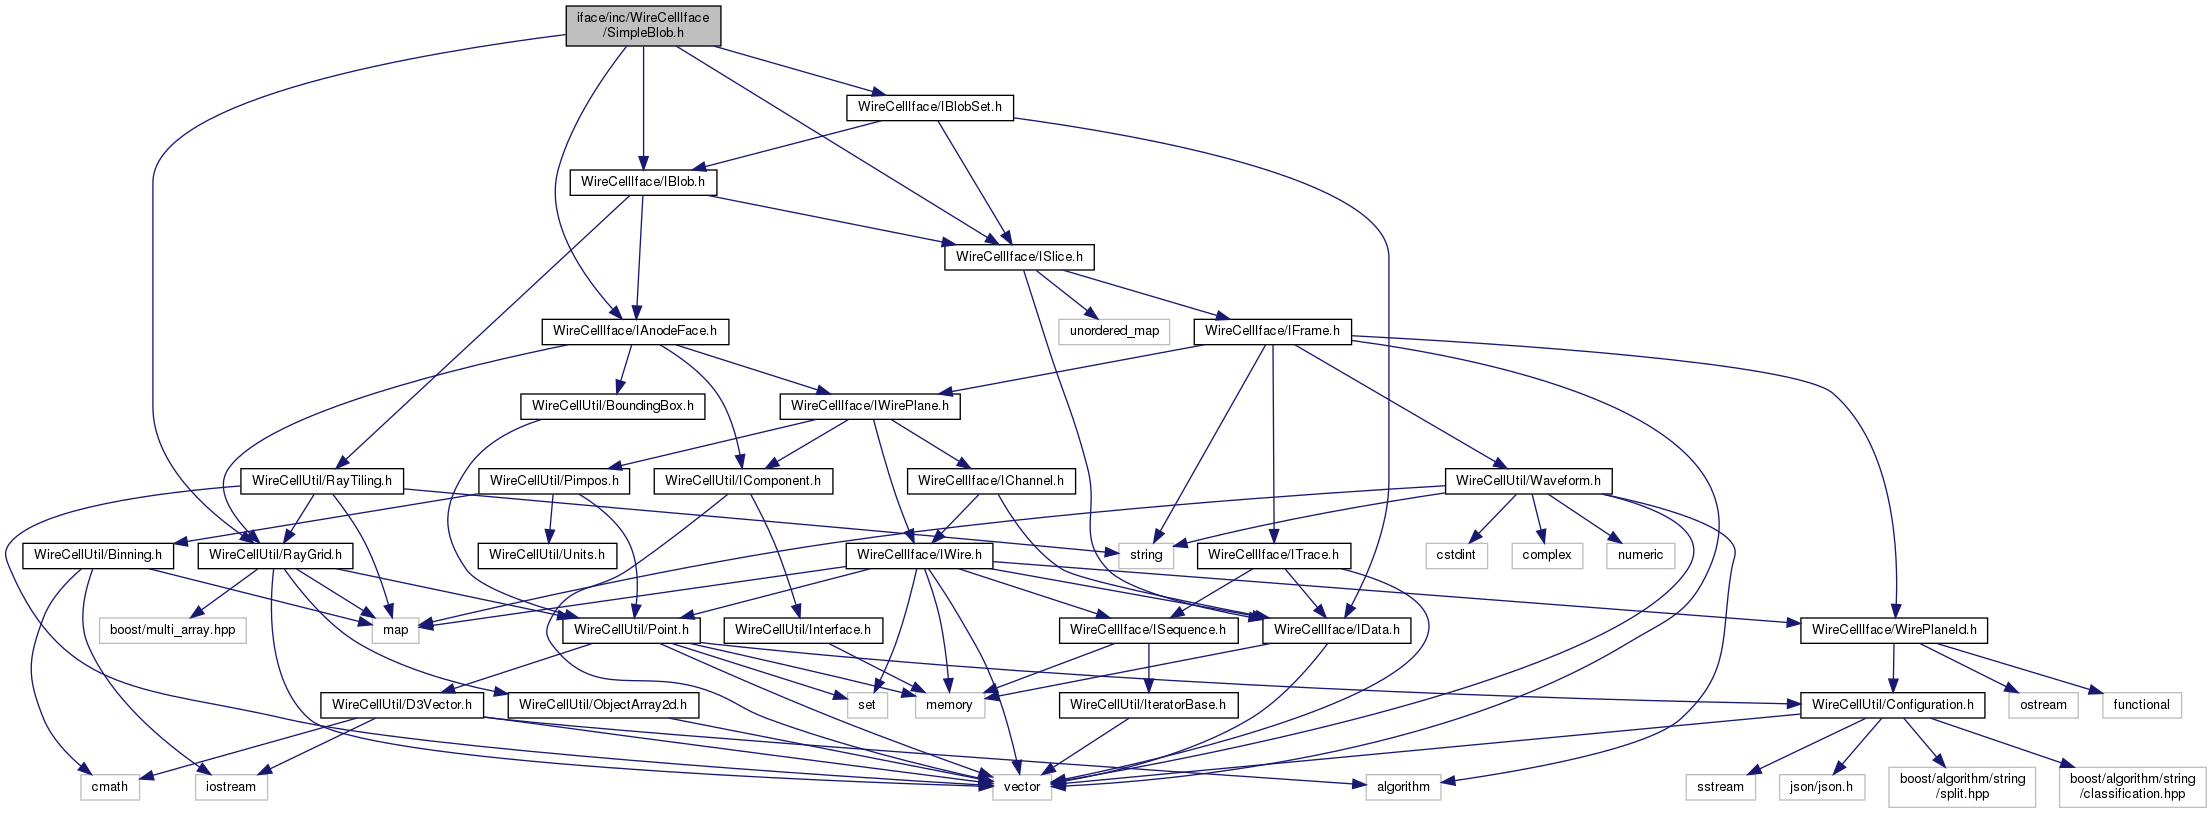 iface/inc/WireCellIface
/SimpleBlob.h
WireCellIface/IBlobSet.h
WireCellIface/IBlob.h
WireCellIface/ISlice.h
WireCellIface/IAnodeFace.h
unordered_map
WireCellIface/IFrame.h
WireCellUtil/BoundingBox.h
WireCellIface/IWirePlane.h
WireCellUtil/RayTiling.h
WireCellUtil/Pimpos.h
WireCellUtil/IComponent.h
WireCellIface/IChannel.h
WireCellUtil/Waveform.h
WireCellUtil/Binning.h
WireCellUtil/RayGrid.h
WireCellUtil/Units.h
WireCellIface/IWire.h
string
WireCellIface/ITrace.h
cstdint
complex
numeric
boost/multi_array.hpp
map
WireCellUtil/Point.h
WireCellUtil/Interface.h
WireCellIface/ISequence.h
WireCellIface/IData.h
WireCellIface/WirePlaneId.h
WireCellUtil/D3Vector.h
WireCellUtil/ObjectArray2d.h
set
memory
WireCellUtil/IteratorBase.h
WireCellUtil/Configuration.h
ostream
functional
cmath
iostream
vector
algorithm
sstream
json/json.h
boost/algorithm/string
/split.hpp
boost/algorithm/string
/classification.hpp